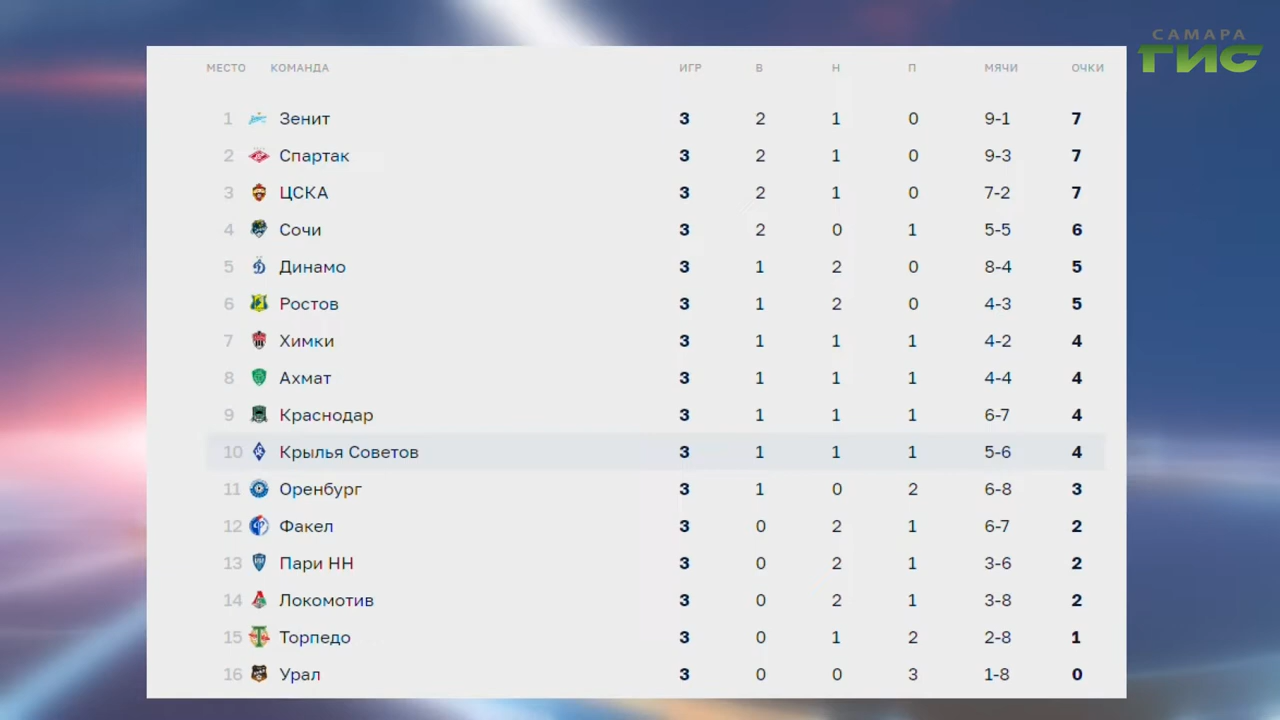 САМАРА
ГИС
МЕСТО КОМАНДА ИГР В Н П МЯЧИ ОЧКИ
1 Зенит 3 2 1 0 9-1 7
2 Спартак 3 2 1 0 9-3 7
3 ЦСКА 3 2 1 0 7-2 7
4 Сочи 3 2 0 1 5-5 6
5 Динамо 3 1 2 0 8-4 5
6 Ростов 3 1 2 0 4-3 5
7 Химки 3 1 1 1 4-2 4
8 Ахмат 3 1 1 1 4-4 4
9 Краснодар 3 1 1 1 6-7 4
10 Крылья Советов 3 1 1 1 5-6 4
11 Оренбург 3 1 0 2 6-8 3
12 Факел 3 0 2 1 6-7 2
13 Пари НН 3 0 2 1 3-6 2
14 Локомотив 3 0 2 1 3-8 2
15 Торпедо 3 0 1 2 2-8 1
16 Урал 3 0 0 3 1-8 0